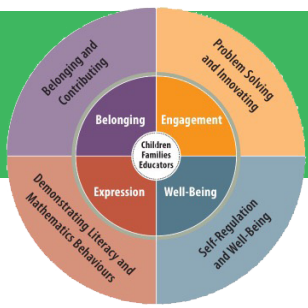 Belonging and
Contributing
Problem Solving
and Innovating
Belonging
Engagement
Children
Families
Educators
Expression
Well-Being
Demonstrating Literacy and
Mathematics Behaviours
Self-Regulation
and Well-Being